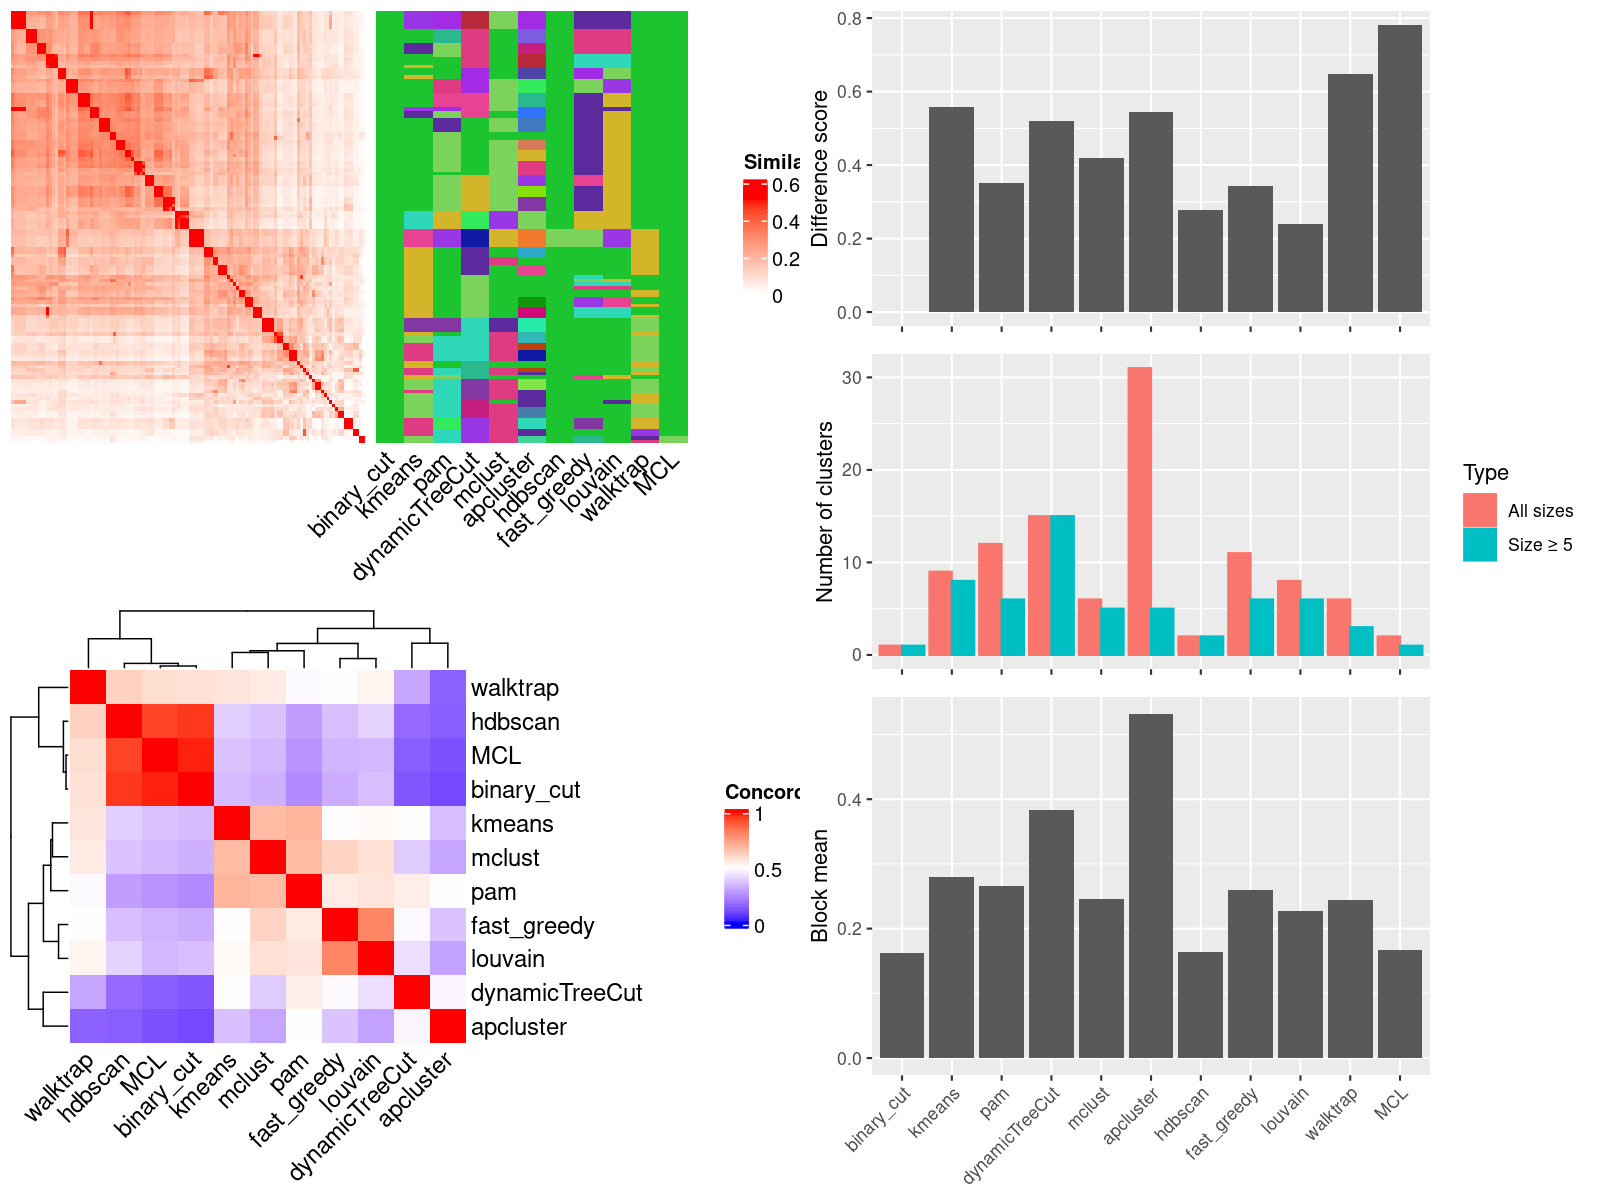 Simila
0.6
0.4
0.2
0
binary_cut
kmeans
pam
dynamicTreeCut
mclust
apcluster
hdbscan
fast_greedy
louvain
walktrap
MCL
walktrap
hdbscan
MCL
binary_cut
kmeans
mclust
pam
fast_greedy
louvain
dynamicTreeCut
apcluster
walktrap
hdbscan
MCL
binary_cut
kmeans
mclust
pam
fast_greedy
louvain
dynamicTreeCut
apcluster
Concord
1
0.5
0
Difference score
0.8
0.6
0.4
0.2
0.0
Number of clusters
30
20
10
0
Type
All sizes
Size ≥ 5
Block mean
0.4
0.2
0.0
binary_cut
kmeans
pam
dynamicTreeCut
mclust
apcluster
hdbscan
fast_greedy
louvain
walktrap
MCL